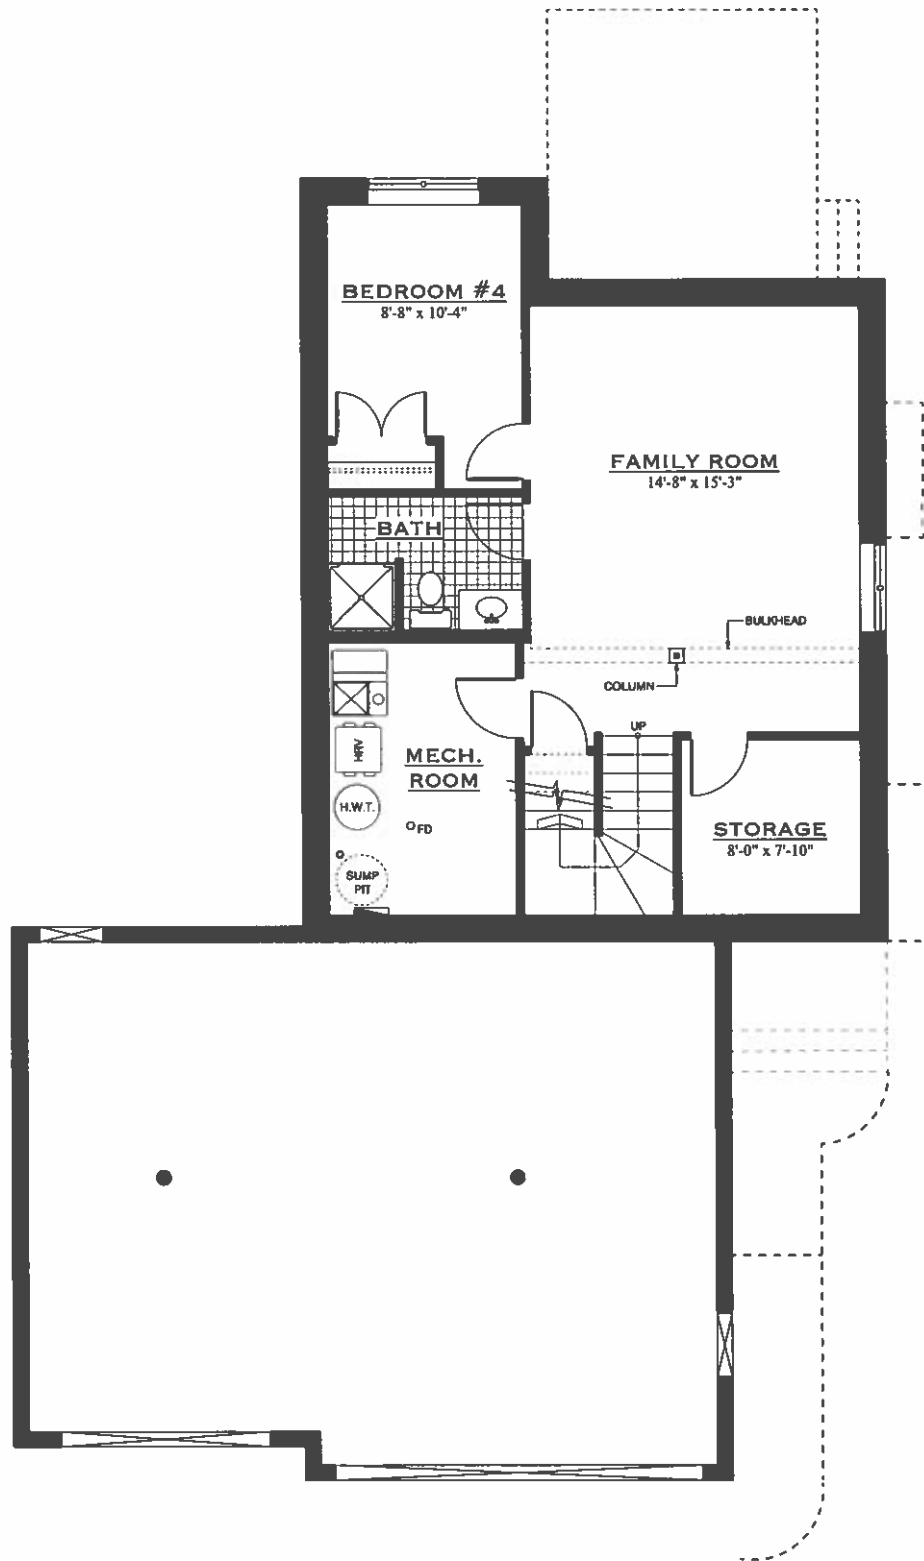 BEDROOM #4
8'-8" x 10'-4"
FAMILY ROOM
14'-8" x 15'-3"
BATH
BULKHEAD
COLUMN
UP
MECH.
ROOM
HRV
H.W.T.
FD
SUMP
PIT
STORAGE
8'-0" x 7'-10"